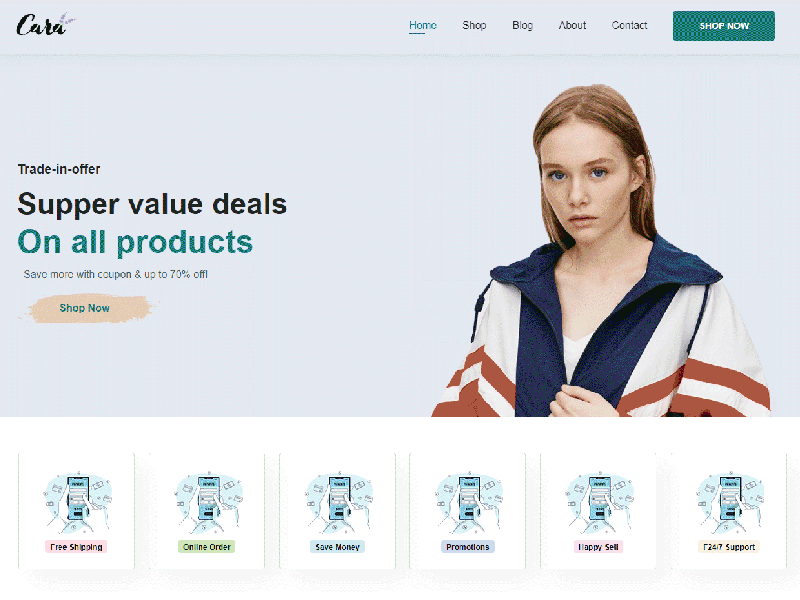 Cara
Home Shop Blog About Contact SHOP NOW
Trade-in-offer
Supper value deals
On all products
Save more with coupon & up to 70% off!
Shop Now
Free Shipping Online Order Save Money Promotions Happy Sell F24/7 Support